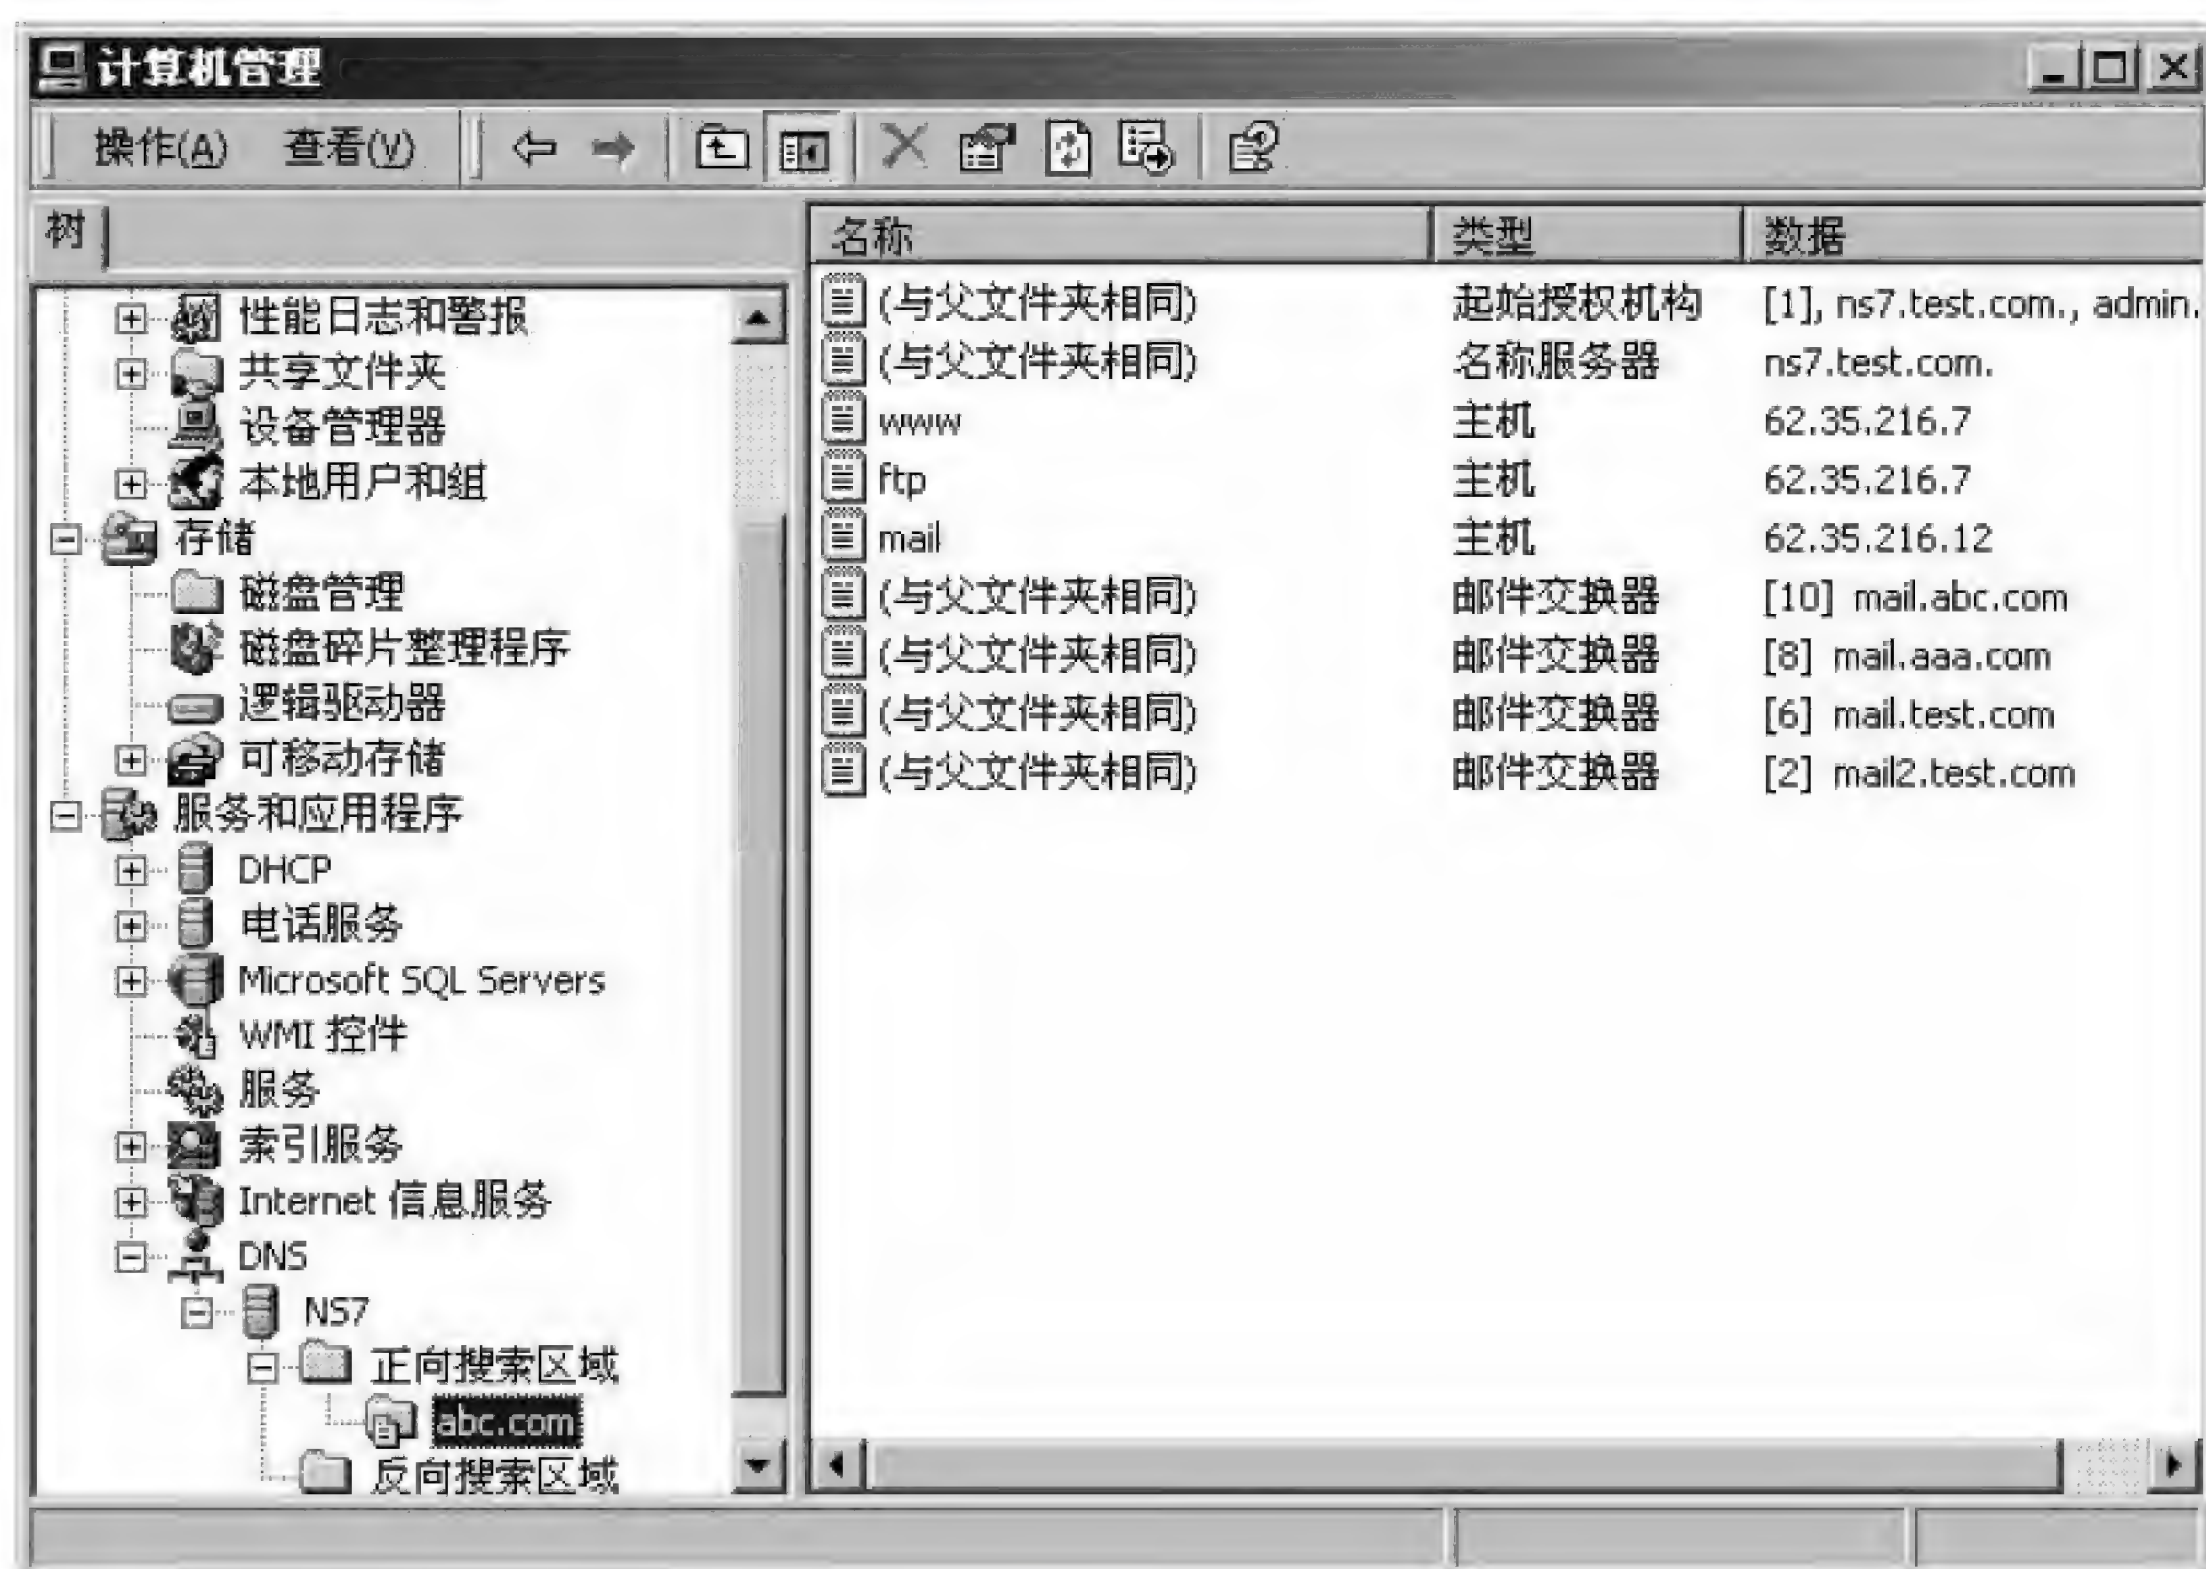 计算机管理
操作(A) 查看(V)
树
性能日志和警报
共享文件夹
设备管理器
本地用户和组
存储
磁盘管理
磁盘碎片整理程序
逻辑驱动器
可移动存储
服务和应用程序
DHCP
电话服务
Microsoft SQL Servers
WMI 控件
服务
索引服务
Internet 信息服务
DNS
NS7
正向搜索区域
abc.com
反向搜索区域
名称 类型 数据
(与父文件夹相同) 起始授权机构 [1], ns7.test.com., admin.
(与父文件夹相同) 名称服务器 ns7.test.com.
www 主机 62.35.216.7
ftp 主机 62.35.216.7
mail 主机 62.35.216.12
(与父文件夹相同) 邮件交换器 [10] mail.abc.com
(与父文件夹相同) 邮件交换器 [8] mail.aaa.com
(与父文件夹相同) 邮件交换器 [6] mail.test.com
(与父文件夹相同) 邮件交换器 [2] mail2.test.com